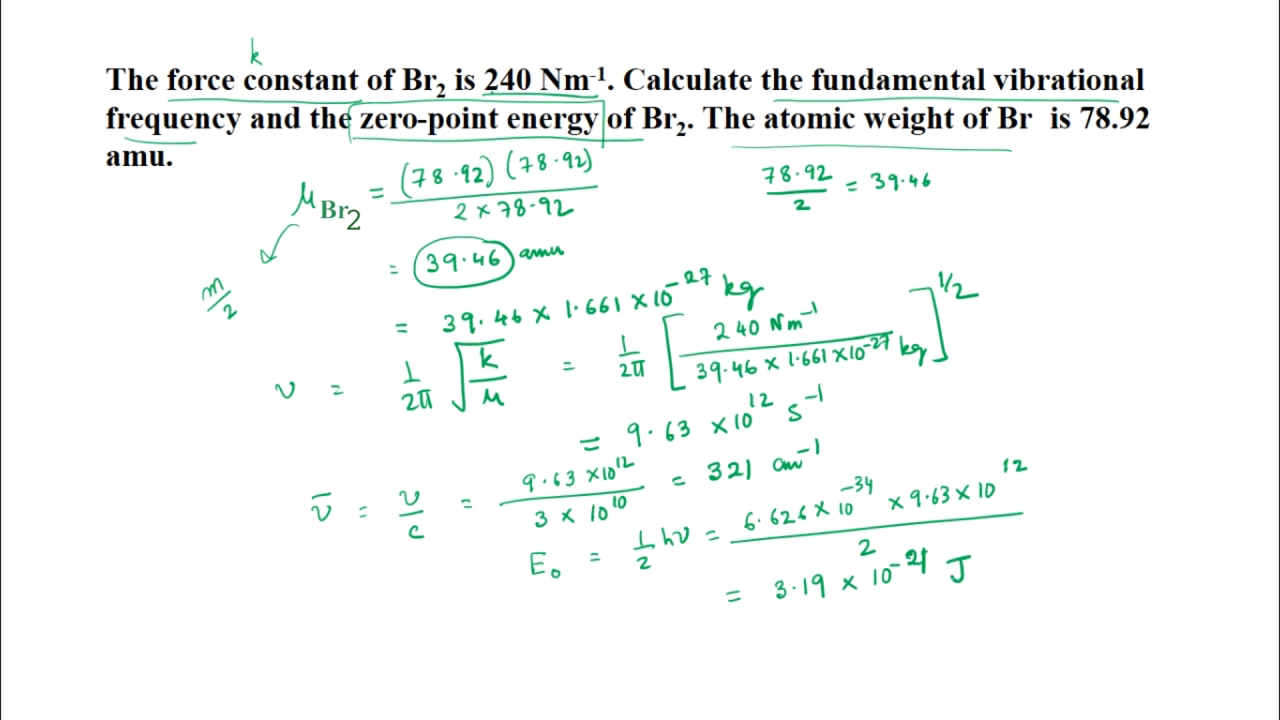 k
The force constant of Br₂ is 240 Nm⁻¹. Calculate the fundamental vibrational
frequency and the zero-point energy of Br₂. The atomic weight of Br is 78.92
amu.
μ Br₂ = (78.92) (78.92) / 2 × 78.92
78.92 / 2 = 39.46
m/2
= 39.46 amu
= 39.46 × 1.661 × 10⁻²⁷ kg
ν = 1/2π √(k/μ) = 1/2π [240 Nm⁻¹ / 39.46 × 1.661 × 10⁻²⁷ kg]^1/2
= 9.63 × 10¹² s⁻¹
ν̄ = ν/c = 9.63 × 10¹² / 3 × 10¹⁰ = 321 cm⁻¹
E₀ = 1/2 hν = 6.626 × 10⁻³⁴ × 9.63 × 10¹² / 2
= 3.19 × 10⁻²¹ J